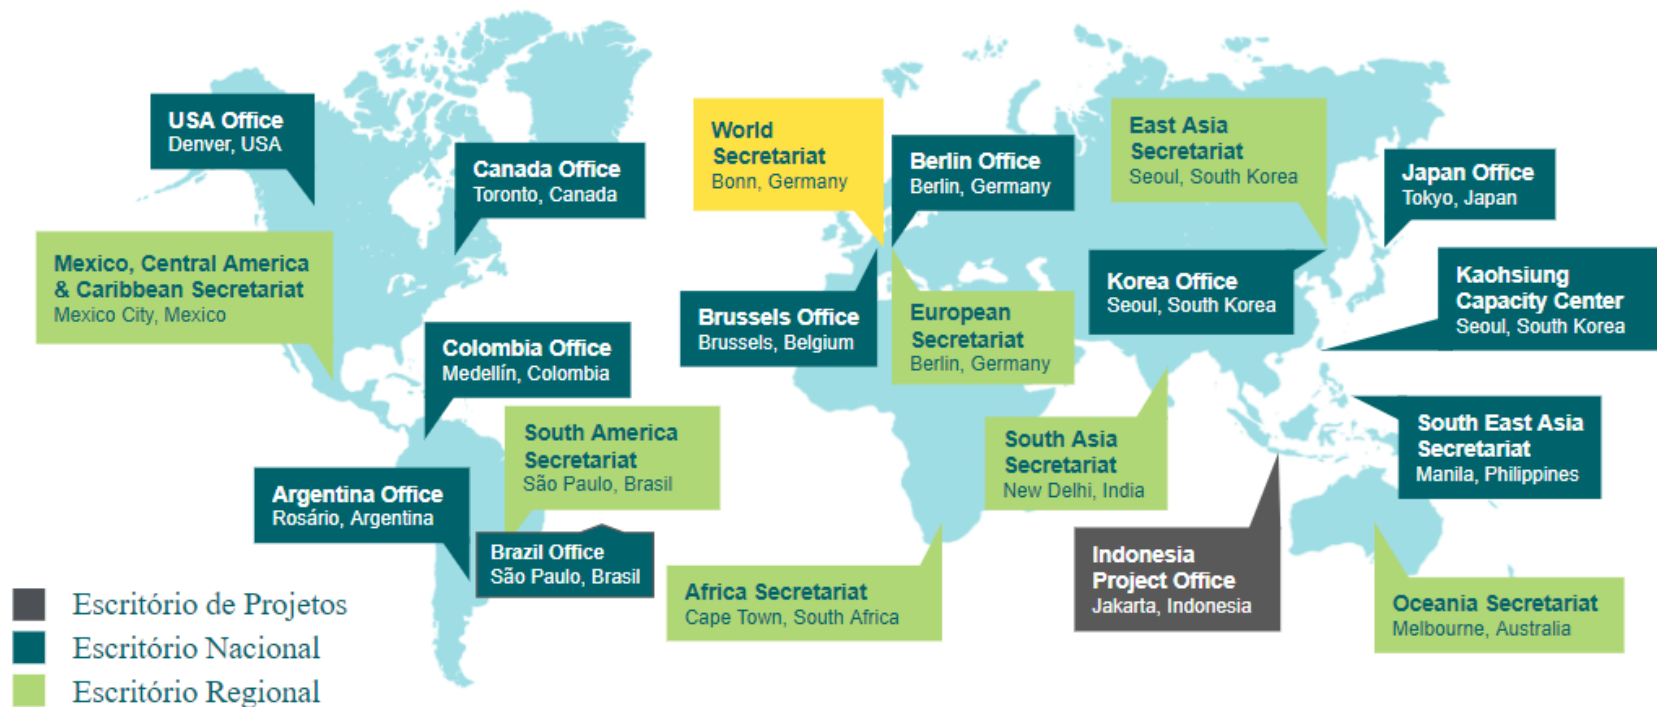 USA Office
Denver, USA
Canada Office
Toronto, Canada
World
Secretariat
Bonn, Germany
Berlin Office
Berlin, Germany
East Asia
Secretariat
Seoul, South Korea
Japan Office
Tokyo, Japan
Mexico, Central America
& Caribbean Secretariat
Mexico City, Mexico
Brussels Office
Brussels, Belgium
European
Secretariat
Berlin, Germany
Korea Office
Seoul, South Korea
Kaohsiung
Capacity Center
Seoul, South Korea
Colombia Office
Medellín, Colombia
South America
Secretariat
São Paulo, Brasil
South Asia
Secretariat
New Delhi, India
South East Asia
Secretariat
Manila, Philippines
Argentina Office
Rosário, Argentina
Brazil Office
São Paulo, Brasil
Africa Secretariat
Cape Town, South Africa
Indonesia
Project Office
Jakarta, Indonesia
Oceania Secretariat
Melbourne, Australia
Escritório de Projetos
Escritório Nacional
Escritório Regional